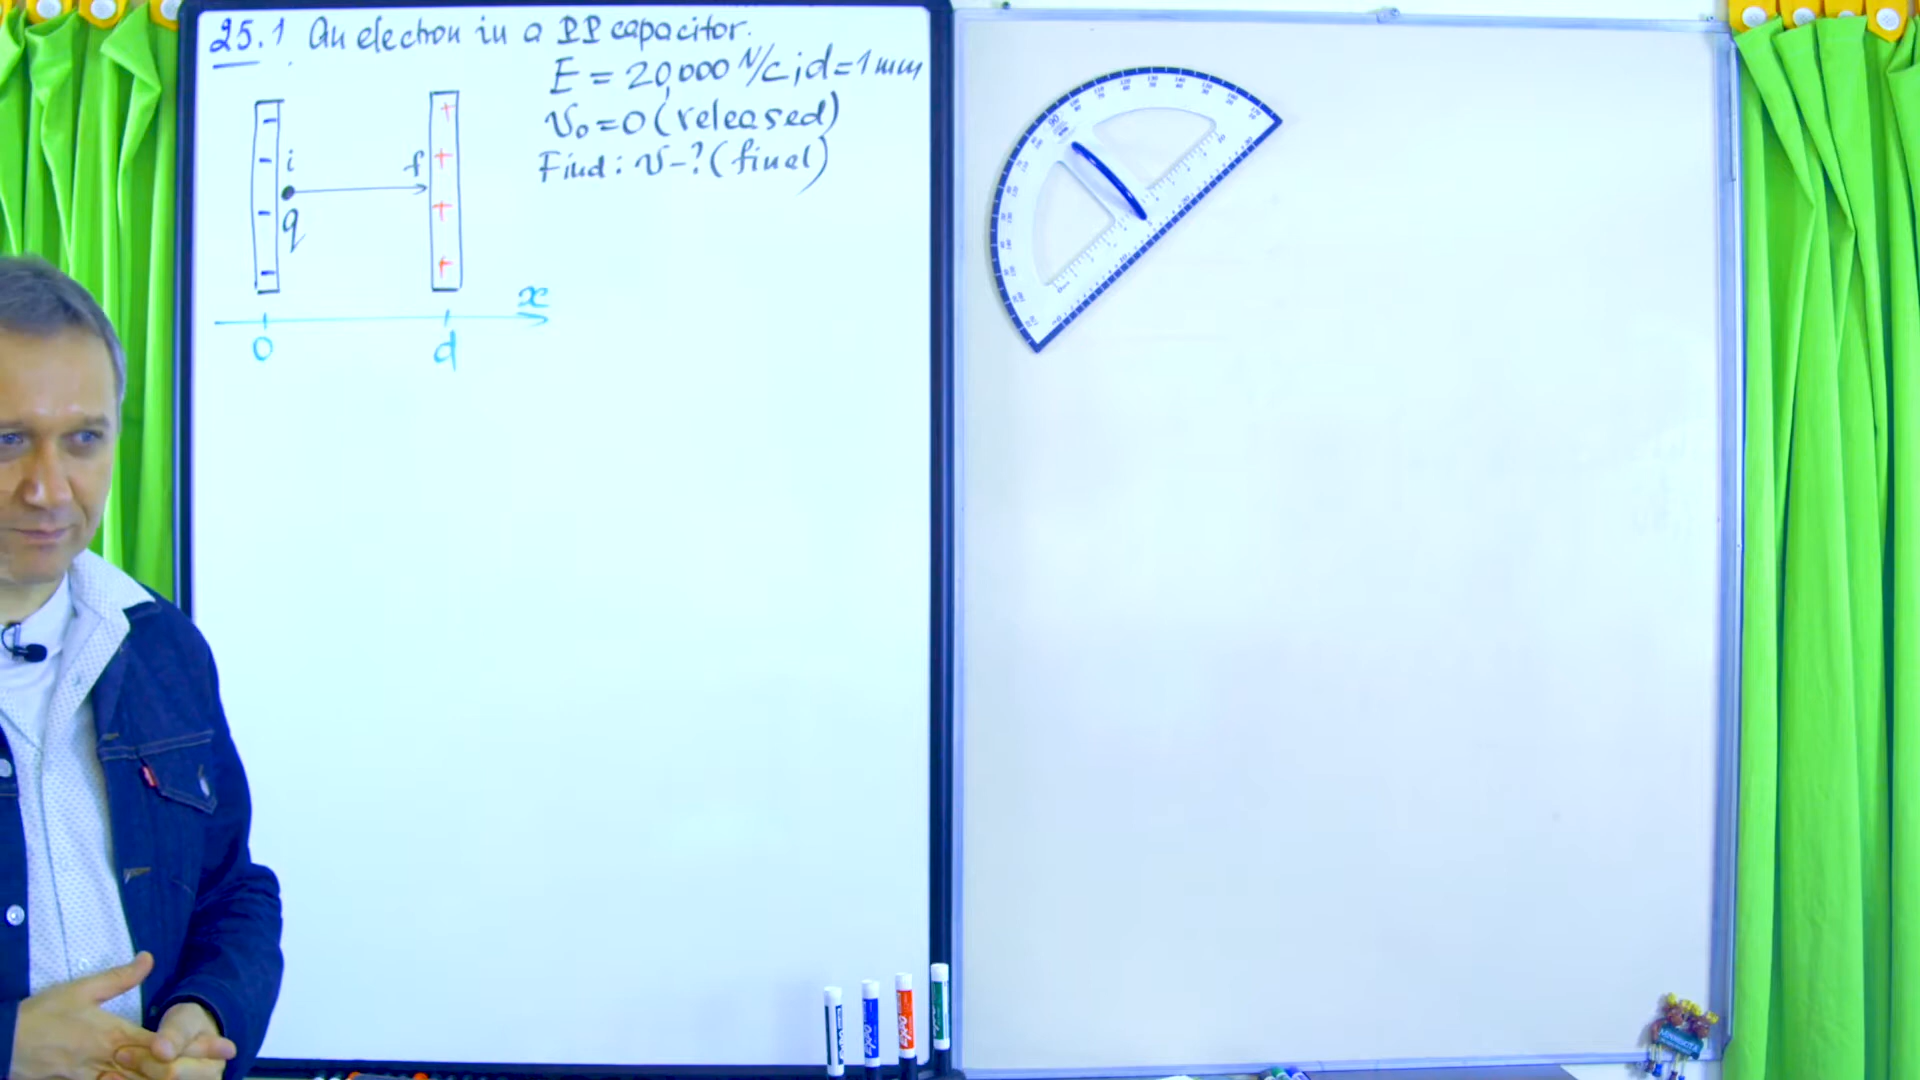 25.1 An electron in a PP capacitor.
E = 20,000 N/C; d = 1 mm
v₀ = 0 (released)
Find: v - ? (final)
- + 
- i f +
q
- +
- +
x
0 d